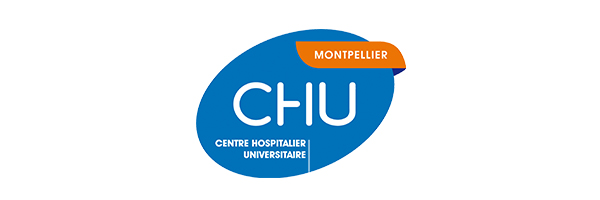 MONTPELLIER
CHU
CENTRE HOSPITALIER
UNIVERSITAIRE